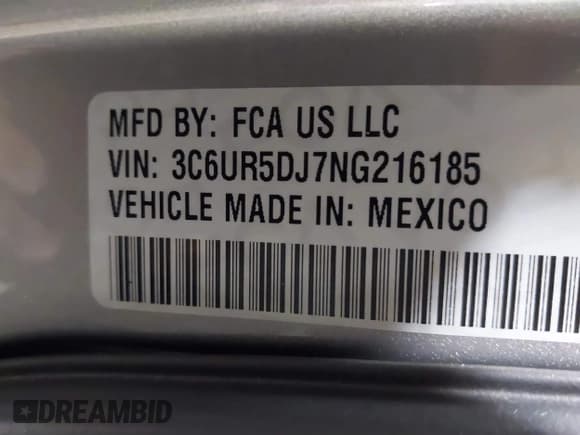 MFD BY: FCA US LLC
VIN: 3C6UR5DJ7NG216185
VEHICLE MADE IN: MEXICO
DREAMBID